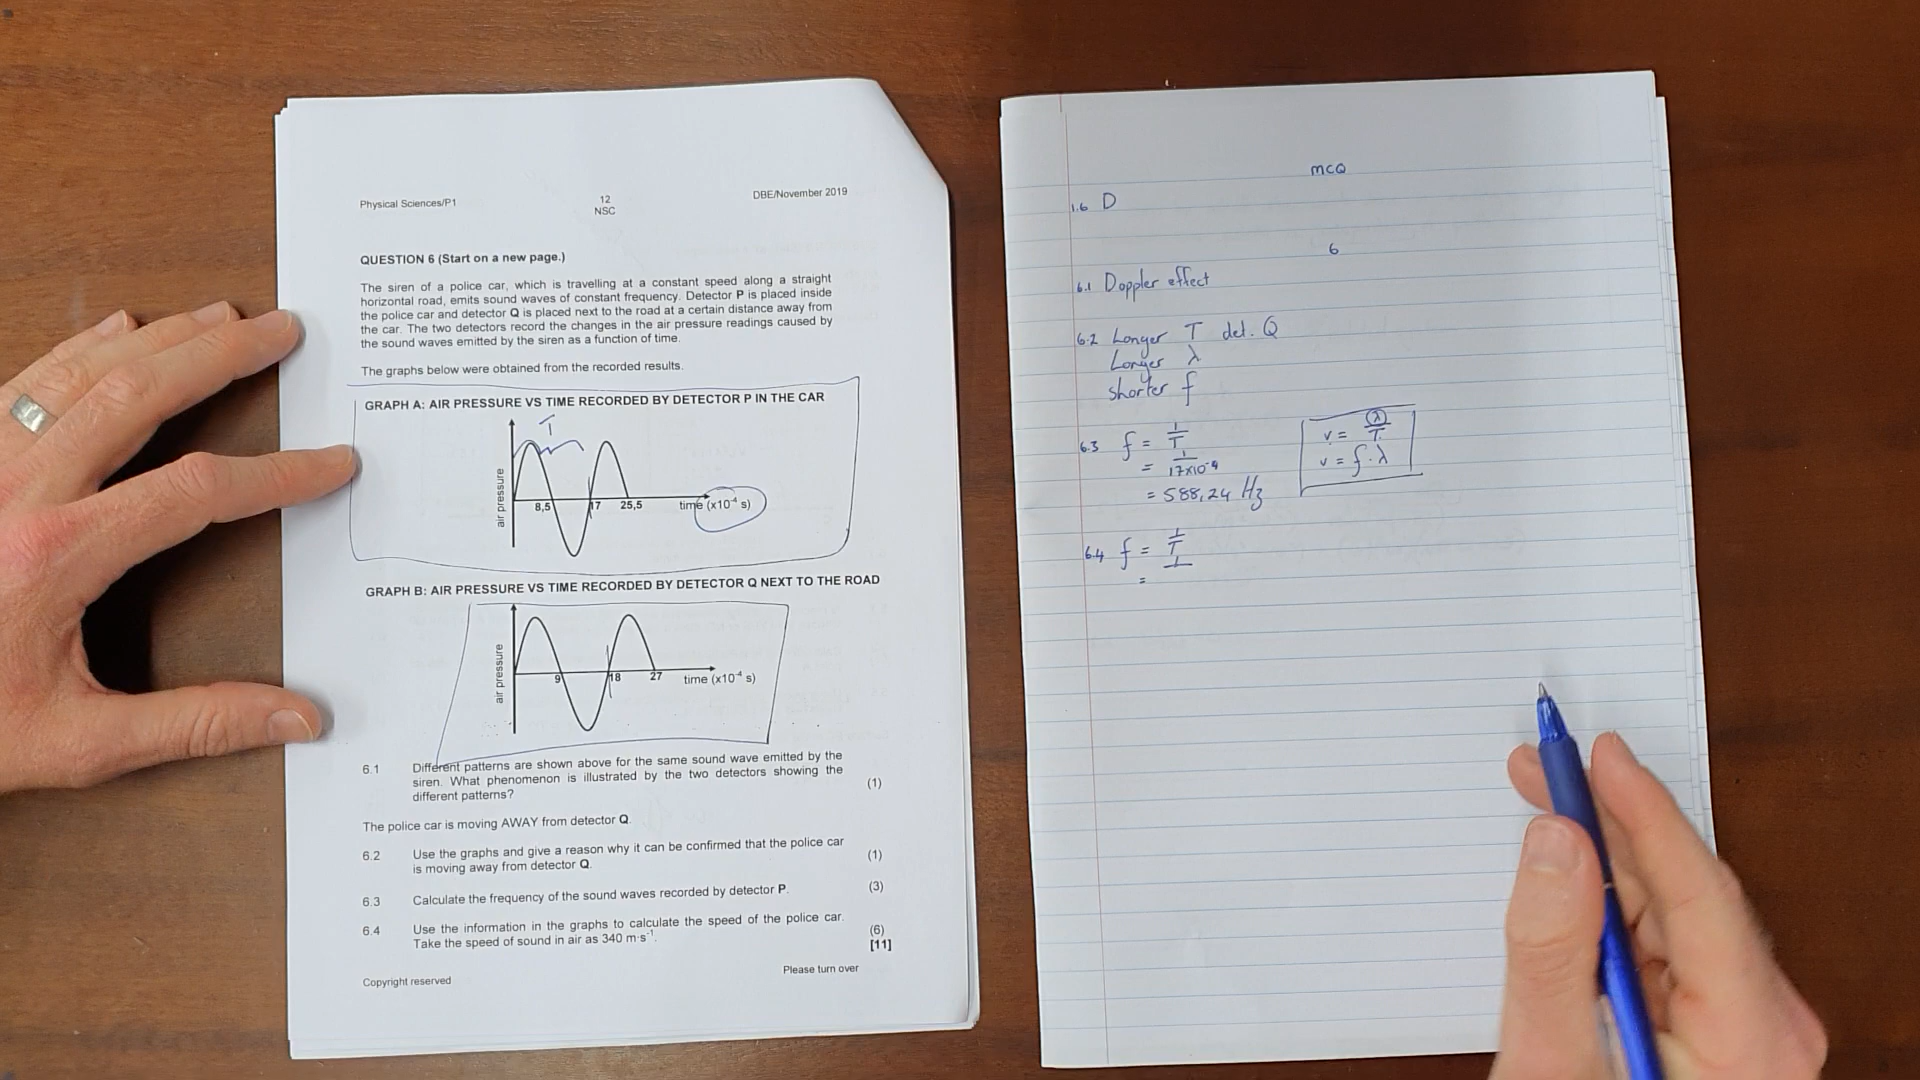 Physical Sciences/P1
12
NSC
DBE/November 2019
QUESTION 6 (Start on a new page.)
The siren of a police car, which is travelling at a constant speed along a straight
horizontal road, emits sound waves of constant frequency. Detector P is placed inside
the police car and detector Q is placed next to the road at a certain distance away from
the car. The two detectors record the changes in the air pressure readings caused by
the sound waves emitted by the siren as a function of time.
The graphs below were obtained from the recorded results.
GRAPH A: AIR PRESSURE VS TIME RECORDED BY DETECTOR P IN THE CAR
T
air pressure
8,5
17
25,5
time (x10⁻⁴ s)
GRAPH B: AIR PRESSURE VS TIME RECORDED BY DETECTOR Q NEXT TO THE ROAD
air pressure
9
18
27
time (x10⁻⁴ s)
6.1 Different patterns are shown above for the same sound wave emitted by the
siren. What phenomenon is illustrated by the two detectors showing the
different patterns? (1)
The police car is moving AWAY from detector Q.
6.2 Use the graphs and give a reason why it can be confirmed that the police car
is moving away from detector Q. (1)
6.3 Calculate the frequency of the sound waves recorded by detector P. (3)
6.4 Use the information in the graphs to calculate the speed of the police car.
Take the speed of sound in air as 340 m·s⁻¹. (6)
[11]
Copyright reserved
Please turn over
MCQ
1.6 D
6
6.1 Doppler effect
6.2 Longer T det. Q
Longer λ
shorter f
6.3 f = 1/T
= 1/17x10⁻⁴
= 588,24 Hz
v = λ/T
v = f·λ
6.4 f = 1/T
= 1